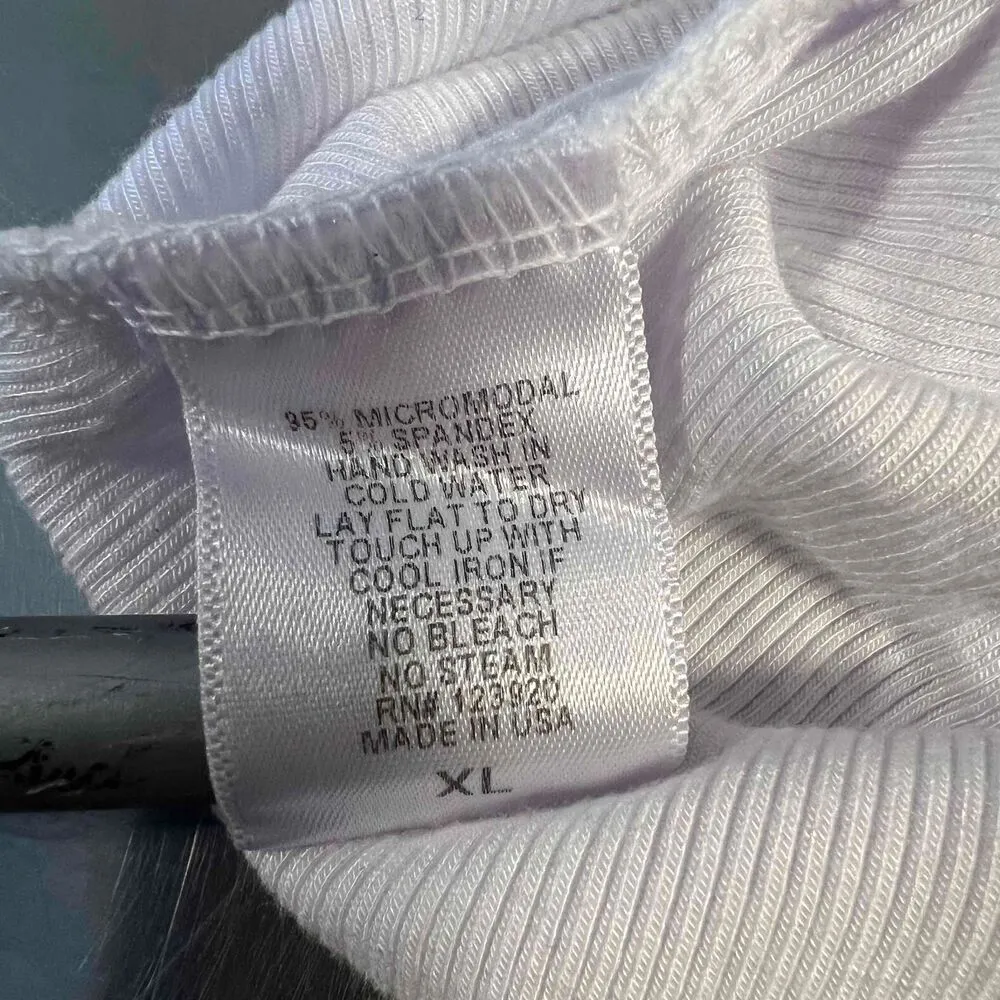 95% MICROMODAL
5% SPANDEX
HAND WASH IN
COLD WATER
LAY FLAT TO DRY
TOUCH UP WITH
COOL IRON IF
NECESSARY
NO BLEACH
NO STEAM
RN# 123920
MADE IN USA
XL